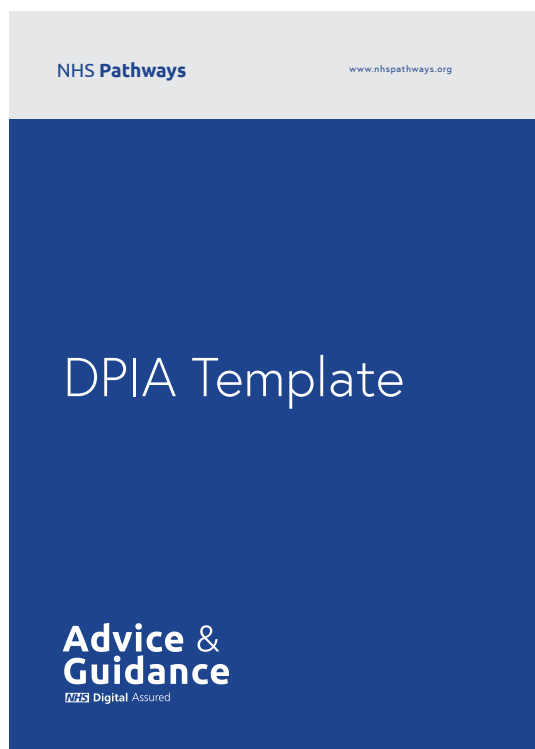 NHS Pathways
www.nhspathways.org
DPIA Template
Advice &
Guidance
NHS Digital Assured